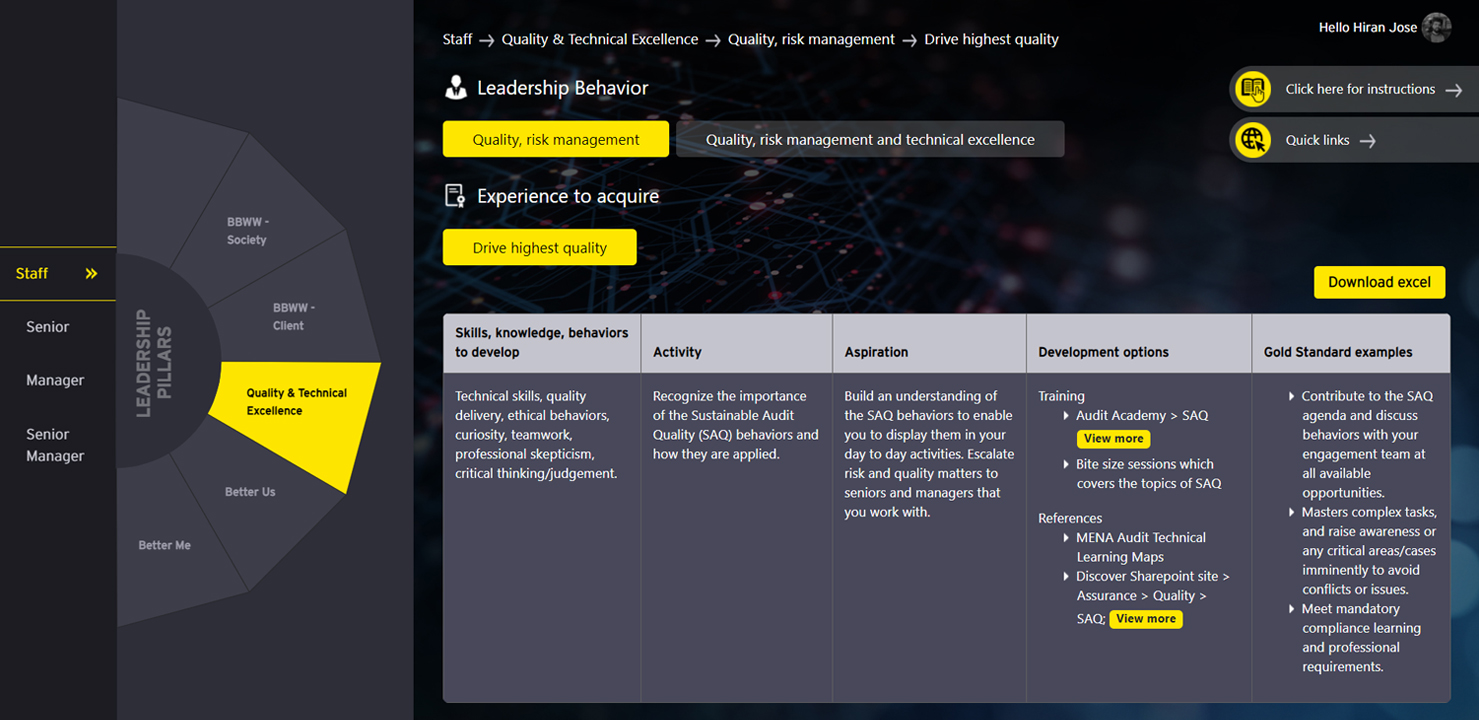 Staff → Quality & Technical Excellence → Quality, risk management → Drive highest quality
Hello Hiran Jose
Leadership Behavior
Click here for instructions →
Quality, risk management
Quality, risk management and technical excellence
Quick links →
Experience to acquire
Drive highest quality
Download excel
Staff »
Senior
Manager
Senior
Manager
LEADERSHIP
PILLARS
BBWW -
Society
BBWW -
Client
Quality & Technical
Excellence
Better Us
Better Me
Skills, knowledge, behaviors
to develop
Activity
Aspiration
Development options
Gold Standard examples
Technical skills, quality
delivery, ethical behaviors,
curiosity, teamwork,
professional skepticism,
critical thinking/judgement.
Recognize the importance
of the Sustainable Audit
Quality (SAQ) behaviors and
how they are applied.
Build an understanding of
the SAQ behaviors to enable
you to display them in your
day to day activities. Escalate
risk and quality matters to
seniors and managers that
you work with.
Training
Audit Academy > SAQ
View more
Bite size sessions which
covers the topics of SAQ
References
MENA Audit Technical
Learning Maps
Discover Sharepoint site >
Assurance > Quality >
SAQ; View more
Contribute to the SAQ
agenda and discuss
behaviors with your
engagement team at
all available
opportunities.
Masters complex tasks,
and raise awareness or
any critical areas/cases
imminently to avoid
conflicts or issues.
Meet mandatory
compliance learning
and professional
requirements.